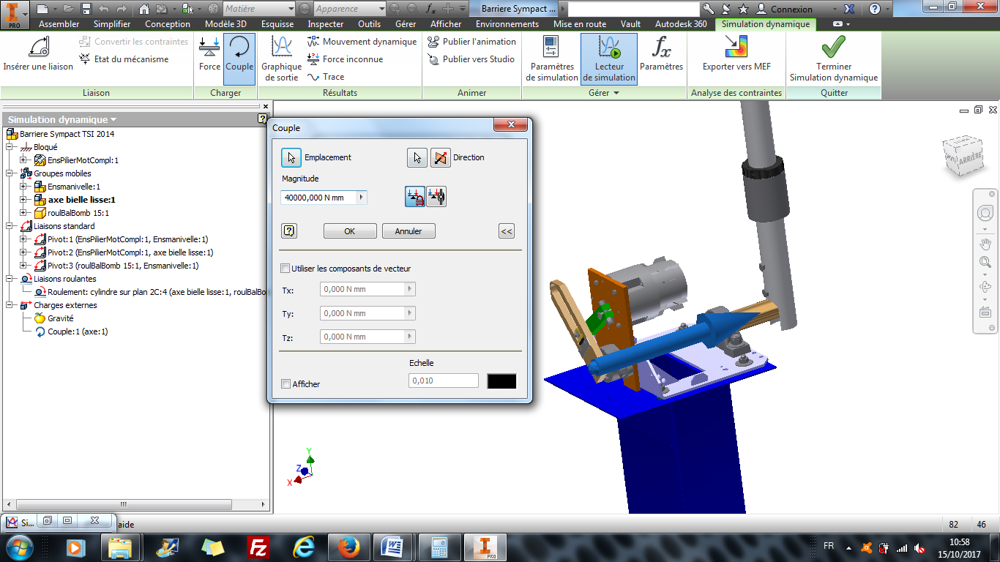 I PRO
Matière
Apparence
fx
Barriere Sympact ...
Connexion
Assembler Simplifier Conception Modèle 3D Esquisse Inspecter Outils Gérer Afficher Environnements Mise en route Vault Autodesk 360 Simulation dynamique
Insérer une liaison
Convertir les contraintes
Etat du mécanisme
Liaison
Force
Couple
Charger
Graphique de sortie
Mouvement dynamique
Force inconnue
Trace
Résultats
Publier l'animation
Publier vers Studio
Animer
Paramètres de simulation
Lecteur de simulation
fx
Paramètres
Gérer
Exporter vers MEF
Analyse des contraintes
Terminer Simulation dynamique
Quitter
Simulation dynamique
Barriere Sympact TSI 2014
Bloqué
EnsPilierMotCompl:1
Groupes mobiles
Ensmanivelle:1
axe bielle lisse:1
roulBalBomb 15:1
Liaisons standard
Pivot:1 (EnsPilierMotCompl:1, Ensmanivelle:1)
Pivot:2 (EnsPilierMotCompl:1, axe bielle lisse:1)
Pivot:3 (roulBalBomb 15:1, Ensmanivelle:1)
Liaisons roulantes
Roulement: cylindre sur plan 2C:4 (axe bielle lisse:1, roulBalBo
Charges externes
Gravité
Couple:1 (axe:1)
Couple
Emplacement
Direction
Magnitude
40000,000 N mm
OK
Annuler
<<
Utiliser les composants de vecteur
Tx: 0,000 N mm
Ty: 0,000 N mm
Tz: 0,000 N mm
Echelle
Afficher
0,010
ARRIÈRE
Y
Z
X
Si...
aide
82 46
FR
10:58
15/10/2017